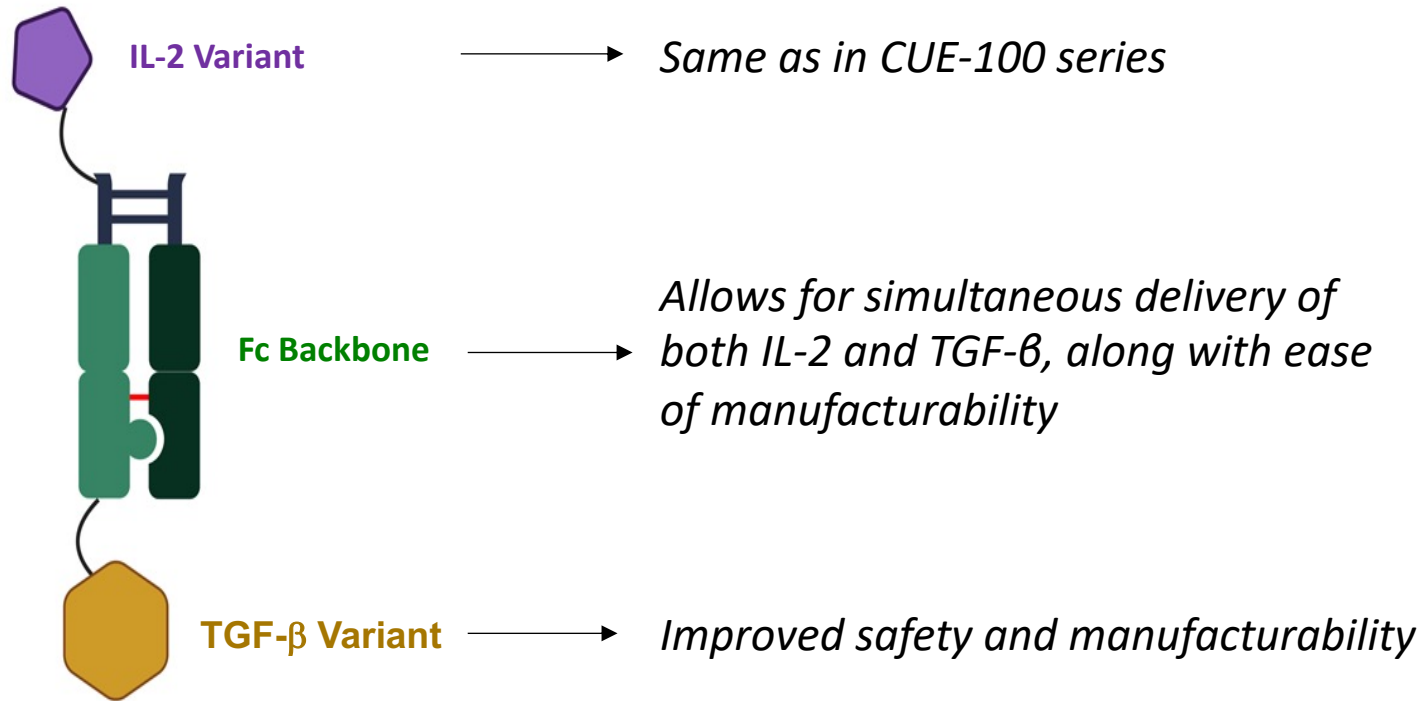 IL-2 Variant
Same as in CUE-100 series
Fc Backbone
Allows for simultaneous delivery of
both IL-2 and TGF-β, along with ease
of manufacturability
TGF-β Variant
Improved safety and manufacturability